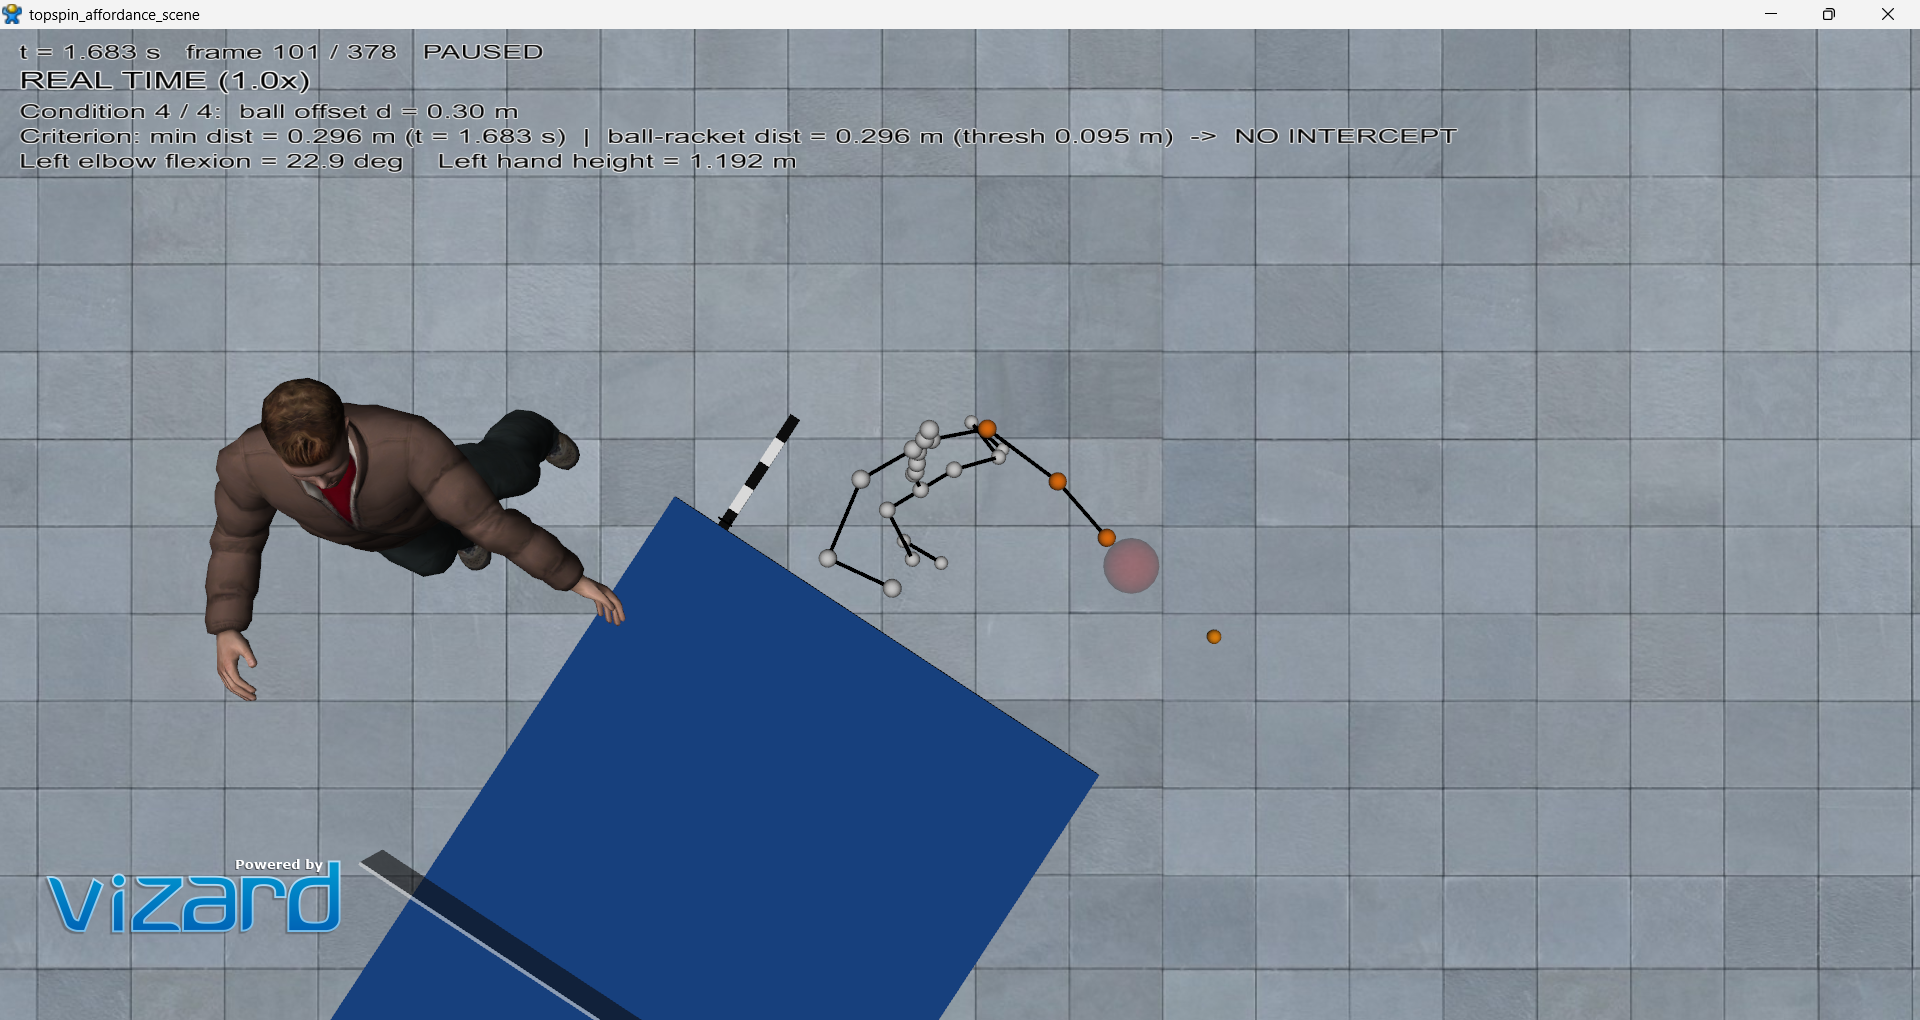 topspin_affordance_scene
t = 1.683 s frame 101 / 378 PAUSED
REAL TIME (1.0x)
Condition 4 / 4: ball offset d = 0.30 m
Criterion: min dist = 0.296 m (t = 1.683 s) | ball-racket dist = 0.296 m (thresh 0.095 m) -> NO INTERCEPT
Left elbow flexion = 22.9 deg Left hand height = 1.192 m
Powered by
vizard